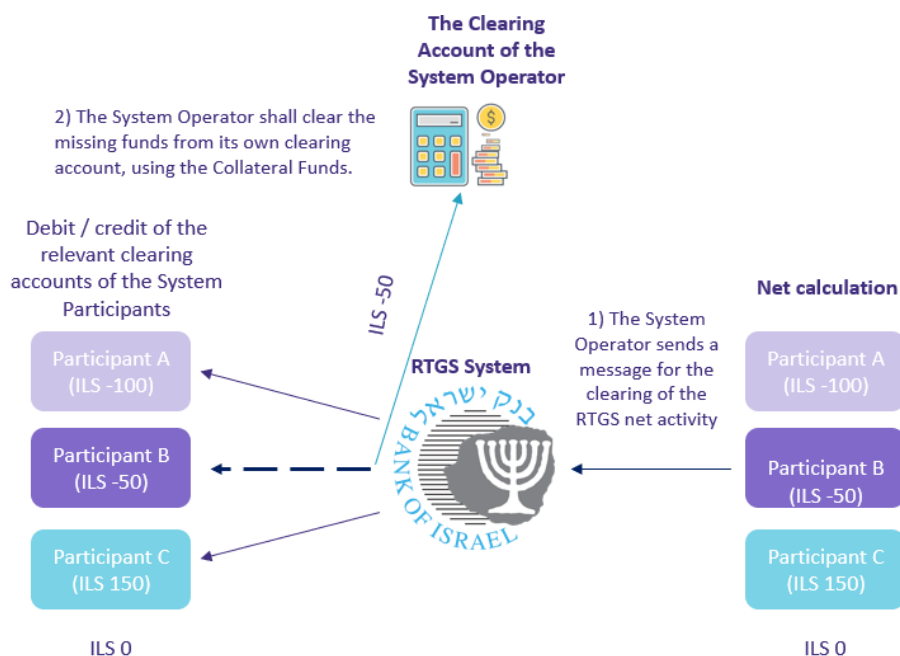 The Clearing
Account of the
System Operator
$
2) The System Operator shall clear the
missing funds from its own clearing
account, using the Collateral Funds.
Debit / credit of the
relevant clearing
accounts of the System
Participants
ILS -50
Net calculation
1) The System
Operator sends a
message for the
clearing of the
RTGS net activity
Participant A
(ILS -100)
RTGS System
Participant A
(ILS -100)
בנק ישראל
BANK OF ISRAEL
Participant B
(ILS -50)
Participant B
(ILS -50)
Participant C
(ILS 150)
Participant C
(ILS 150)
ILS 0
ILS 0